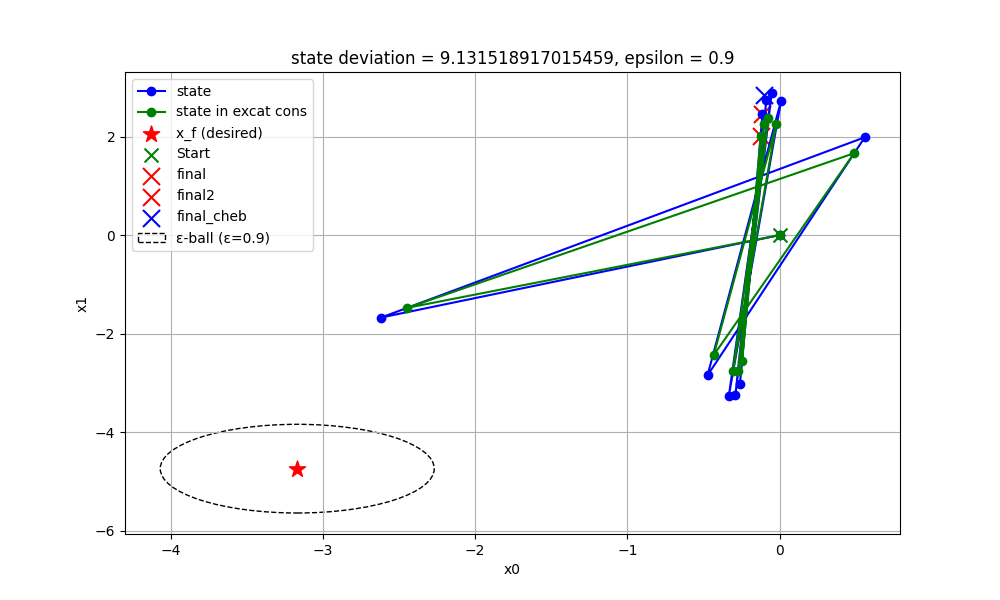 state deviation = 9.131518917015459, epsilon = 0.9
state
state in excat cons
x_f (desired)
Start
final
final2
final_cheb
ε-ball (ε=0.9)
x1
2
0
−2
−4
−6
−4
−3
−2
−1
0
x0